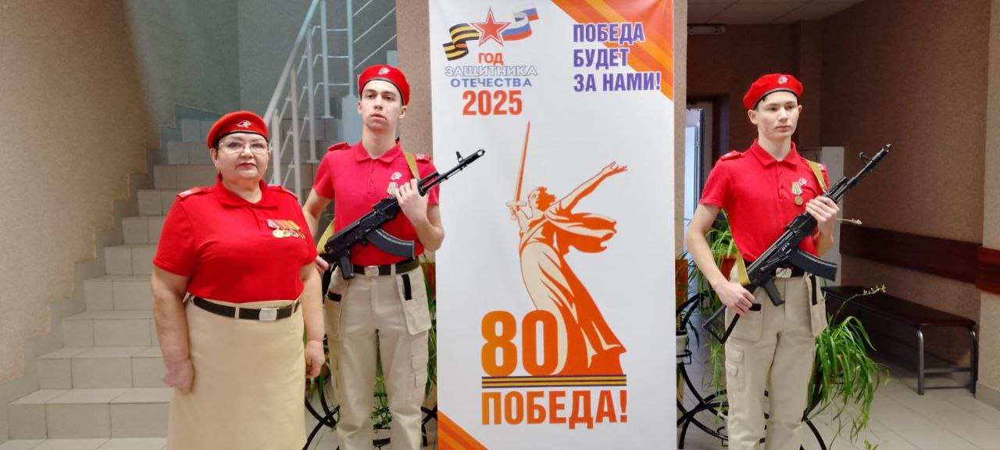 ГОД
ЗАЩИТНИКА
ОТЕЧЕСТВА
2025
ПОБЕДА
БУДЕТ
ЗА НАМИ!
80
ПОБЕДА!